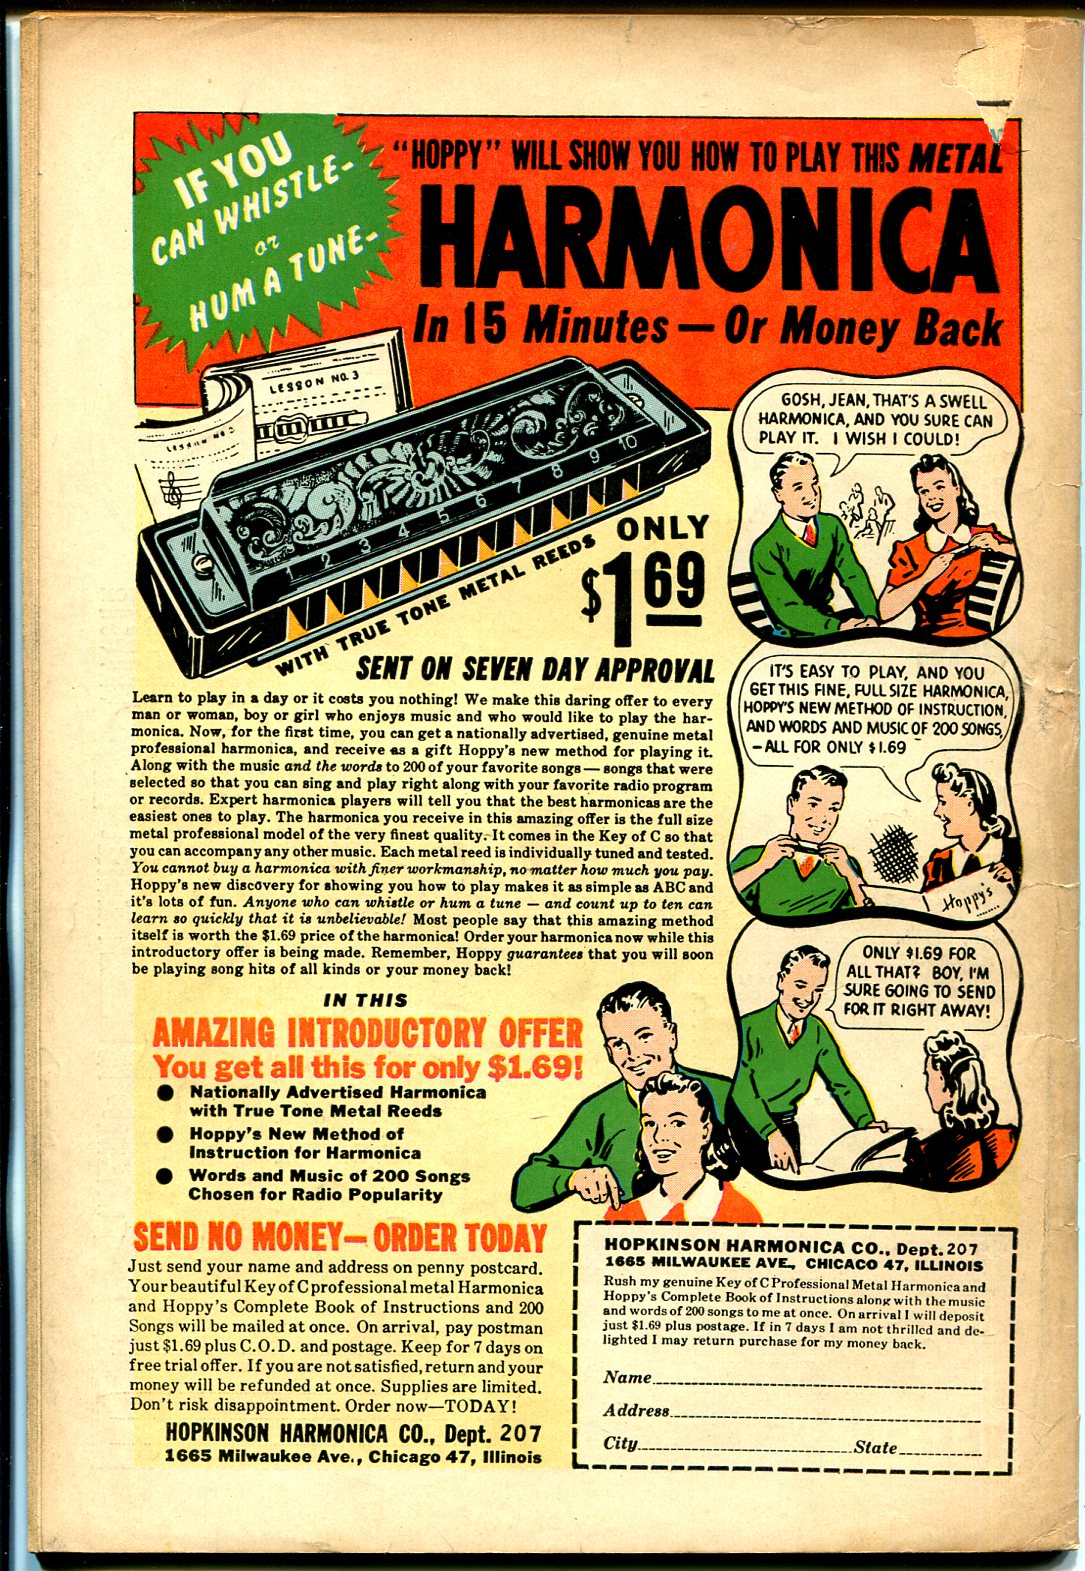 IF YOU
CAN WHISTLE-
or
HUM A TUNE-
"HOPPY" WILL SHOW YOU HOW TO PLAY THIS METAL
HARMONICA
In 15 Minutes — Or Money Back
LESSON NO. 3
LESSON NO. 2
1 2 3 4 5 6 7 8 9 10
WITH TRUE TONE METAL REEDS
ONLY
$1.69
SENT ON SEVEN DAY APPROVAL
GOSH, JEAN, THAT'S A SWELL
HARMONICA, AND YOU SURE CAN
PLAY IT. I WISH I COULD!
IT'S EASY TO PLAY, AND YOU
GET THIS FINE, FULL SIZE HARMONICA,
HOPPY'S NEW METHOD OF INSTRUCTION,
AND WORDS AND MUSIC OF 200 SONGS,
-ALL FOR ONLY $1.69
Hoppy's
ONLY $1.69 FOR
ALL THAT? BOY, I'M
SURE GOING TO SEND
FOR IT RIGHT AWAY!
Learn to play in a day or it costs you nothing! We make this daring offer to every
man or woman, boy or girl who enjoys music and who would like to play the har-
monica. Now, for the first time, you can get a nationally advertised, genuine metal
professional harmonica, and receive as a gift Hoppy's new method for playing it.
Along with the music and the words to 200 of your favorite songs — songs that were
selected so that you can sing and play right along with your favorite radio program
or records. Expert harmonica players will tell you that the best harmonicas are the
easiest ones to play. The harmonica you receive in this amazing offer is the full size
metal professional model of the very finest quality. It comes in the Key of C so that
you can accompany any other music. Each metal reed is individually tuned and tested.
You cannot buy a harmonica with finer workmanship, no matter how much you pay.
Hoppy's new discovery for showing you how to play makes it as simple as ABC and
it's lots of fun. Anyone who can whistle or hum a tune — and count up to ten can
learn so quickly that it is unbelievable! Most people say that this amazing method
itself is worth the $1.69 price of the harmonica! Order your harmonica now while this
introductory offer is being made. Remember, Hoppy guarantees that you will soon
be playing song hits of all kinds or your money back!
IN THIS
AMAZING INTRODUCTORY OFFER
You get all this for only $1.69!
● Nationally Advertised Harmonica
with True Tone Metal Reeds
● Hoppy's New Method of
Instruction for Harmonica
● Words and Music of 200 Songs
Chosen for Radio Popularity
SEND NO MONEY—ORDER TODAY
Just send your name and address on penny postcard.
Your beautiful Key of C professional metal Harmonica
and Hoppy's Complete Book of Instructions and 200
Songs will be mailed at once. On arrival, pay postman
just $1.69 plus C.O.D. and postage. Keep for 7 days on
free trial offer. If you are not satisfied, return and your
money will be refunded at once. Supplies are limited.
Don't risk disappointment. Order now—TODAY!
HOPKINSON HARMONICA CO., Dept. 207
1665 Milwaukee Ave., Chicago 47, Illinois
HOPKINSON HARMONICA CO., Dept. 207
1665 MILWAUKEE AVE., CHICACO 47, ILLINOIS
Rush my genuine Key of C Professional Metal Harmonica and
Hoppy's Complete Book of Instructions along with the music
and words of 200 songs to me at once. On arrival I will deposit
just $1.69 plus postage. If in 7 days I am not thrilled and de-
lighted I may return purchase for my money back.
Name
Address
City State